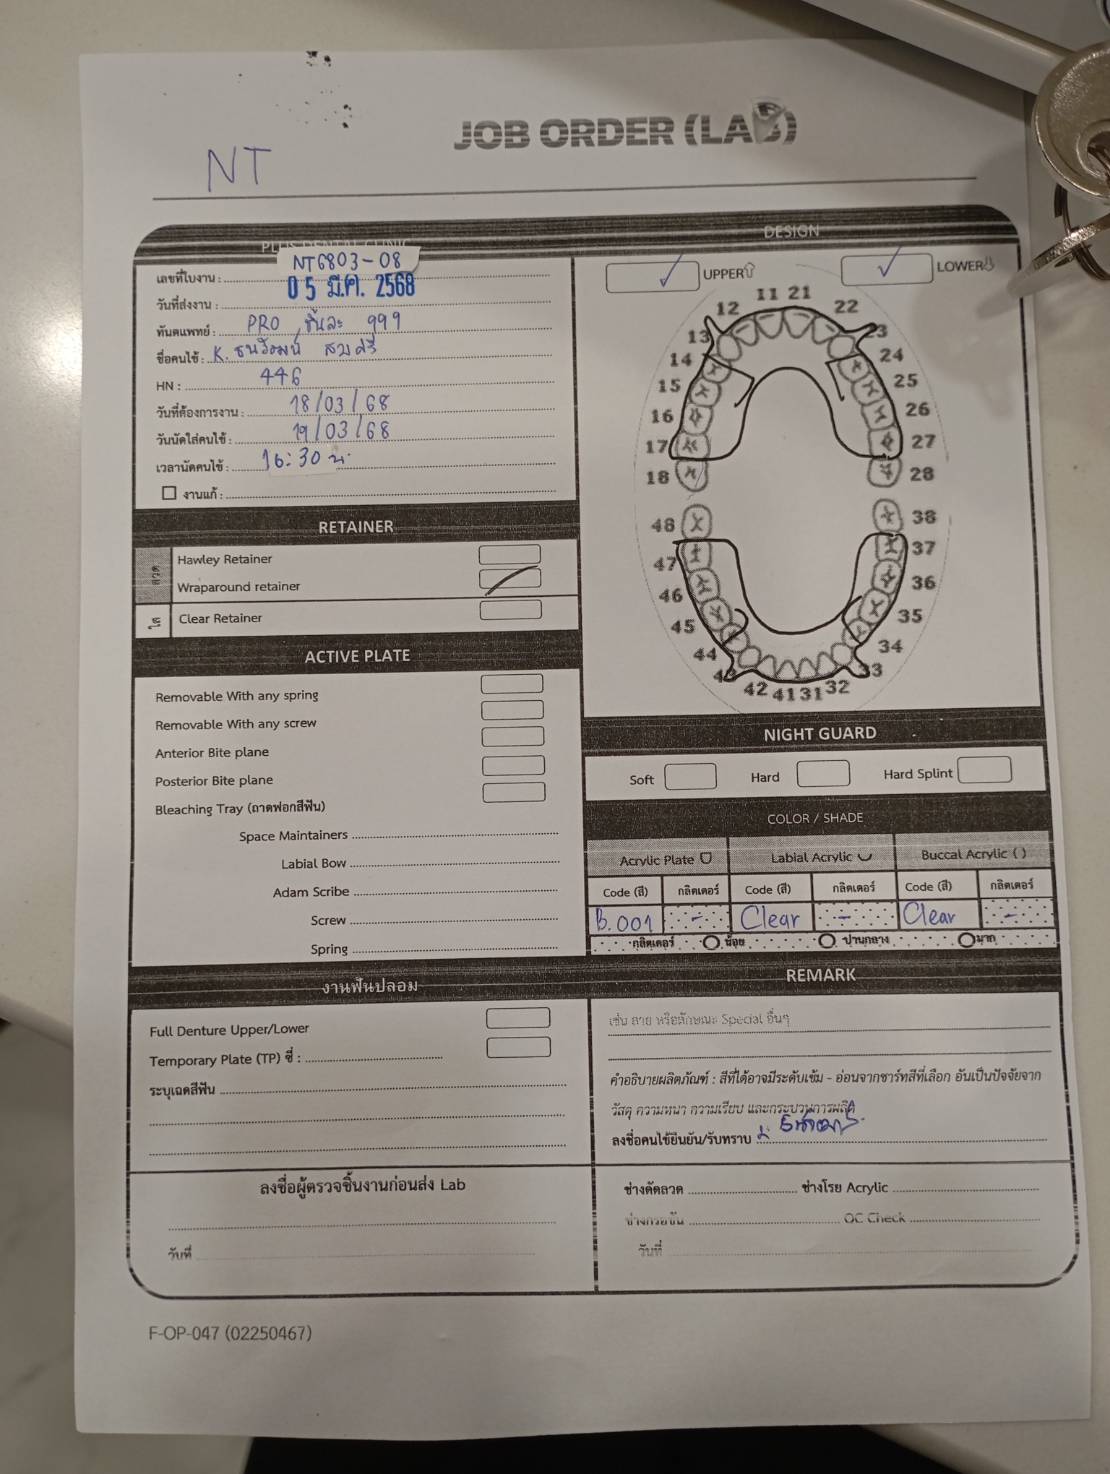 JOB ORDER (LAB)
NT
DESIGN
เลขที่ใบงาน : NT6803-08
วันที่ส่งงาน : 05 มี.ค. 2568
ทันตแพทย์ : PRO ชิ้นละ 999
ชื่อคนไข้ : K.
HN : 446
วันที่ต้องการงาน : 18/03/68
วันนัดใส่คนไข้ : 19/03/68
เวลานัดคนไข้ : 16:30 น.
งานแก้ :
UPPER
LOWER
11 21
12 22
13 23
14 24
15 25
16 26
17 27
18 28
48 38
47 37
46 36
45 35
44 34
43 33
42 41 31 32
RETAINER
ลวด
Hawley Retainer
Wraparound retainer
ใส
Clear Retainer
ACTIVE PLATE
Removable With any spring
Removable With any screw
Anterior Bite plane
Posterior Bite plane
Bleaching Tray (ถาดฟอกสีฟัน)
Space Maintainers
Labial Bow
Adam Scribe
Screw
Spring
NIGHT GUARD
Soft Hard Hard Splint
COLOR / SHADE
Acrylic Plate Labial Acrylic Buccal Acrylic ( )
Code (สี) กลิตเตอร์ Code (สี) กลิตเตอร์ Code (สี) กลิตเตอร์
B.001 - Clear - Clear -
กลิตเตอร์ น้อย ปานกลาง มาก
งานฟันปลอม
Full Denture Upper/Lower
Temporary Plate (TP) ซี่ :
ระบุเฉดสีฟัน
REMARK
เช่น ลาย หรือลักษณะ Special อื่นๆ
คำอธิบายผลิตภัณฑ์ : สีที่ได้อาจมีระดับเข้ม - อ่อนจากชาร์ทสีที่เลือก อันเป็นปัจจัยจาก
วัสดุ ความหนา ความเรียบ และกระบวนการผลิต
ลงชื่อคนไข้ยืนยัน/รับทราบ
ลงชื่อผู้ตรวจชิ้นงานก่อนส่ง Lab
วันที่
ช่างดัดลวด ช่างโรย Acrylic
ช่างกรอขัด QC Check
วันที่
F-OP-047 (02250467)